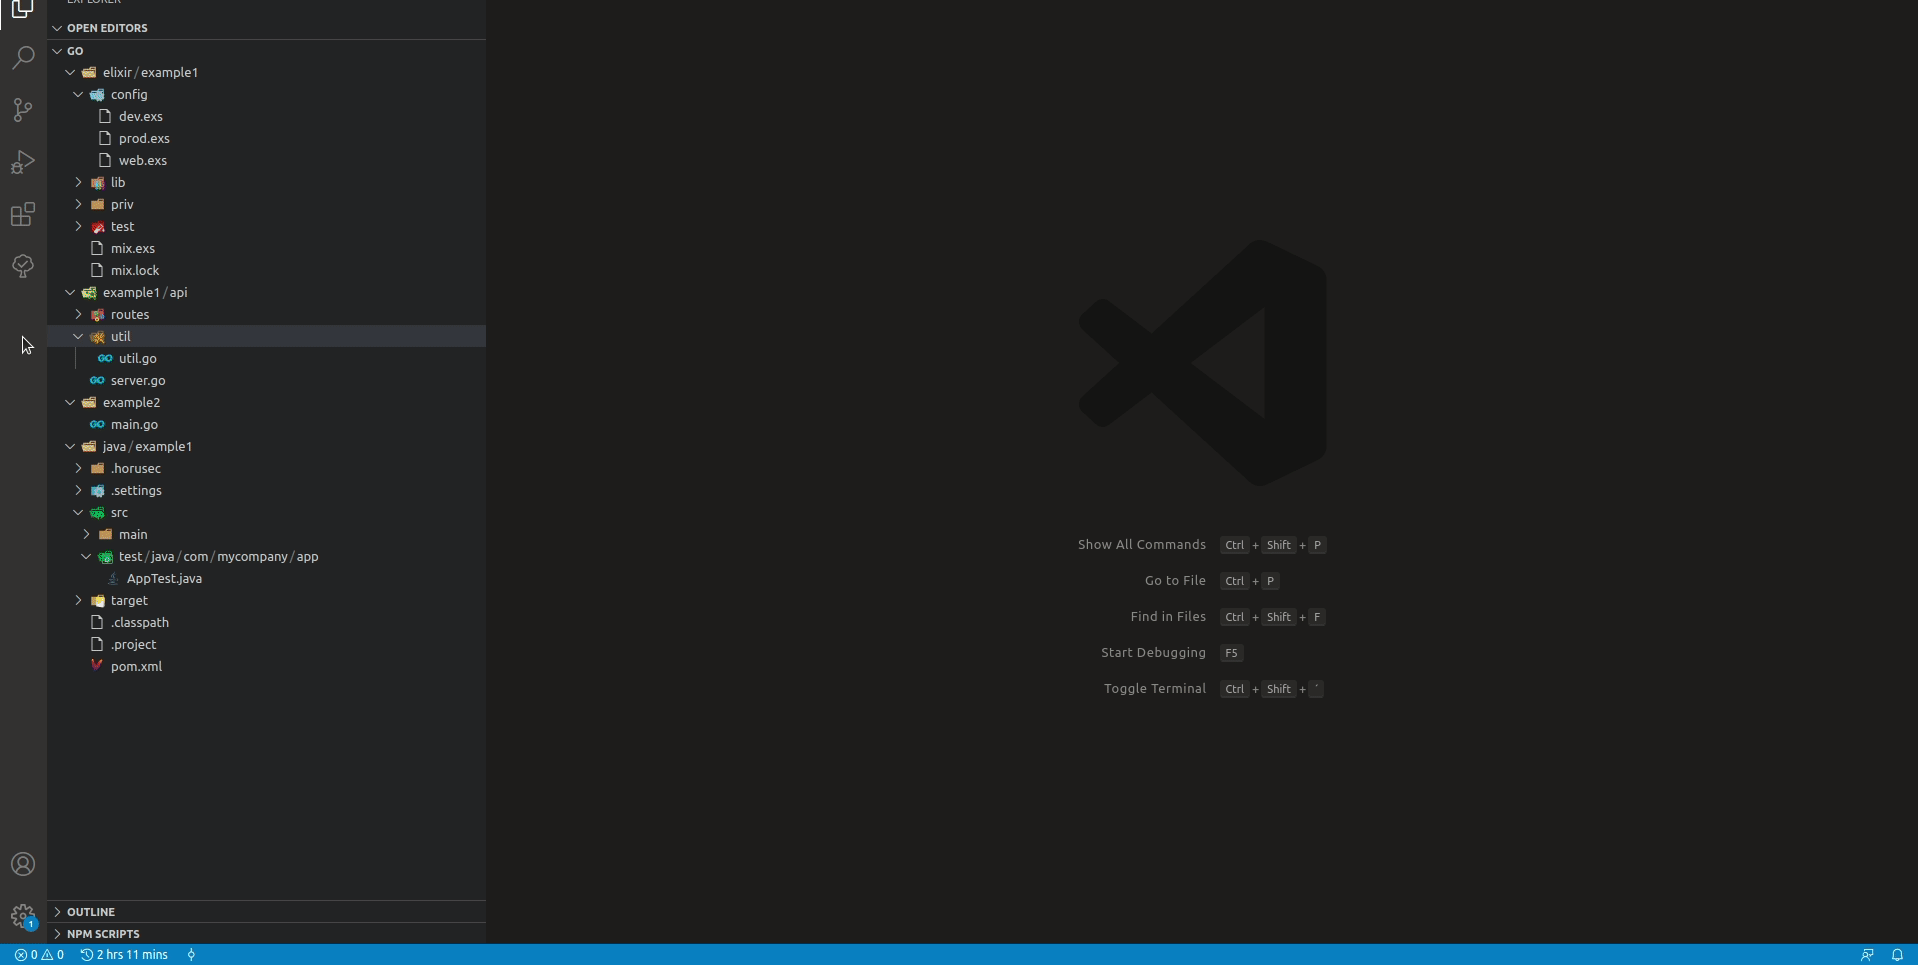 EXPLORER
OPEN EDITORS
GO
elixir / example1
config
dev.exs
prod.exs
web.exs
lib
priv
test
mix.exs
mix.lock
example1 / api
routes
util
GO util.go
GO server.go
example2
GO main.go
java / example1
.horusec
.settings
src
main
test / java / com / mycompany / app
AppTest.java
target
.classpath
.project
pom.xml
Show All Commands Ctrl + Shift + P
Go to File Ctrl + P
Find in Files Ctrl + Shift + F
Start Debugging F5
Toggle Terminal Ctrl + Shift + '
OUTLINE
1
NPM SCRIPTS
0 0 2 hrs 11 mins